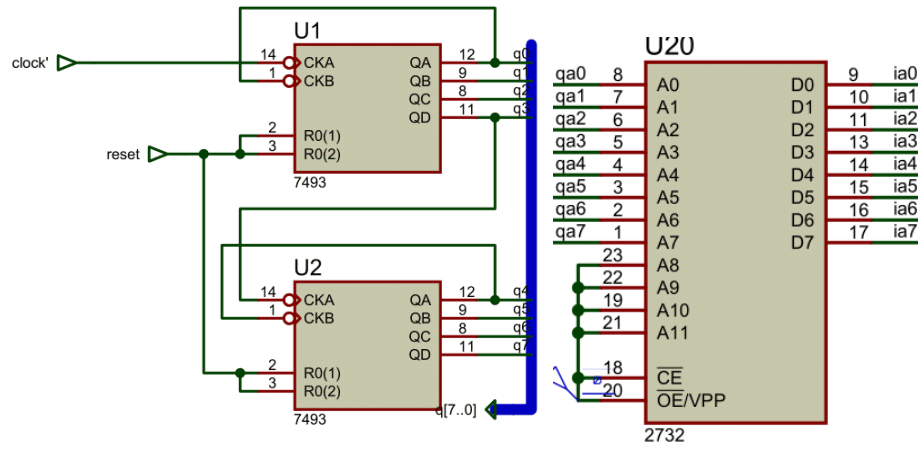 U1
clock'
14 CKA QA 12 q0
1 CKB QB 9 q1
QC 8 q2
QD 11 q3
2 R0(1)
reset
3 R0(2)
7493
U2
14 CKA QA 12 q4
1 CKB QB 9 q5
QC 8 q6
QD 11 q7
2 R0(1)
3 R0(2)
7493
q[7..0]
U20
qa0 8 A0 D0 9 ia0
qa1 7 A1 D1 10 ia1
qa2 6 A2 D2 11 ia2
qa3 5 A3 D3 13 ia3
qa4 4 A4 D4 14 ia4
qa5 3 A5 D5 15 ia5
qa6 2 A6 D6 16 ia6
qa7 1 A7 D7 17 ia7
23 A8
22 A9
19 A10
21 A11
18 CE
20 OE/VPP
2732